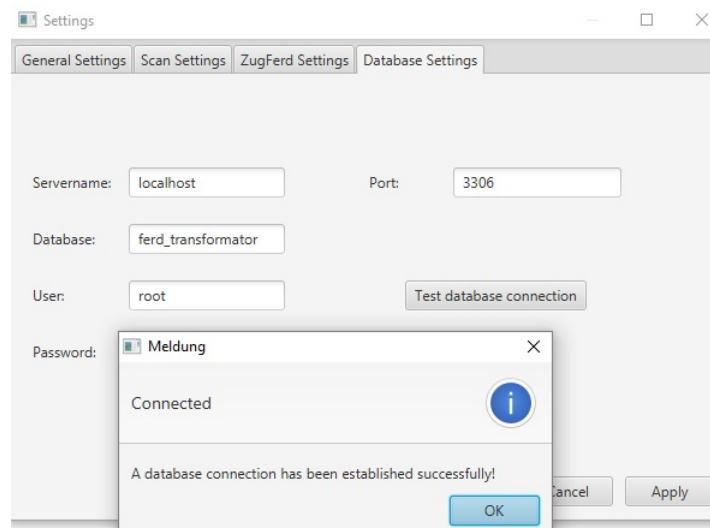 Settings
General Settings Scan Settings ZugFerd Settings Database Settings
Servername: localhost Port: 3306
Database: ferd_transformator
User: root Test database connection
Password:
Meldung
Connected
A database connection has been established successfully!
Cancel Apply
OK